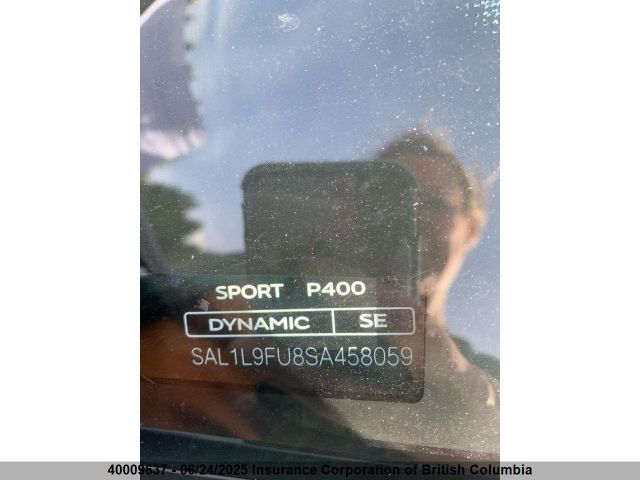 SPORT P400
DYNAMIC SE
SAL1L9FU8SA458059
40009637 - 06/24/2025 Insurance Corporation of British Columbia